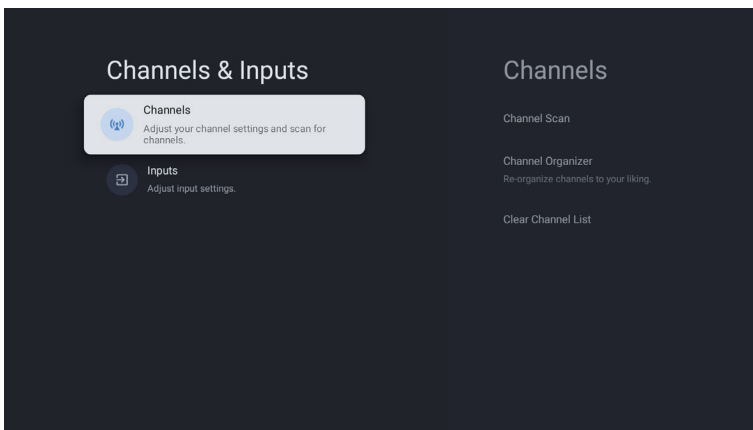 Channels & Inputs
Channels
Adjust your channel settings and scan for
channels.
Inputs
Adjust input settings.
Channels
Channel Scan
Channel Organizer
Re-organize channels to your liking.
Clear Channel List